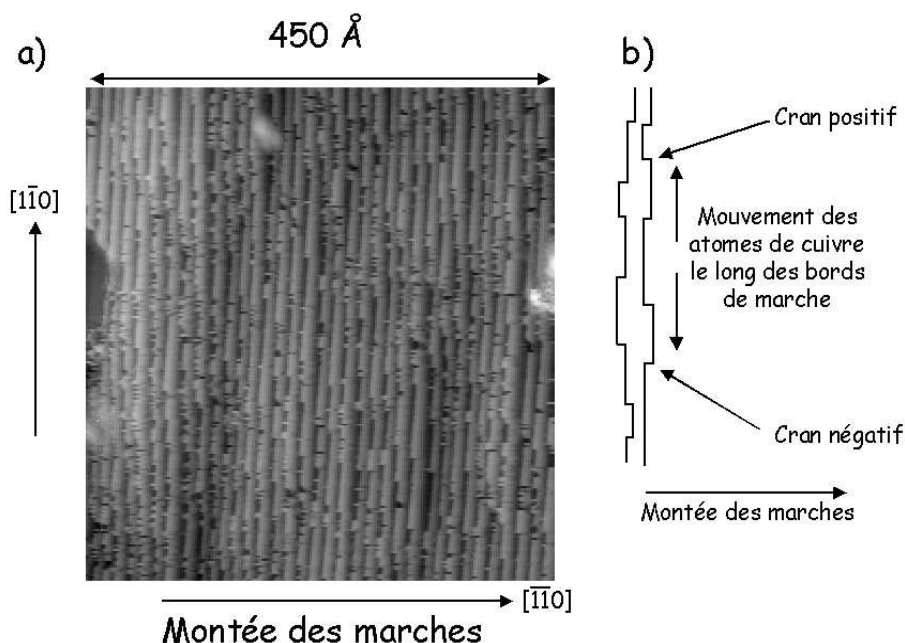 a)
450 Å
b)
Cran positif
[11̅0]
Mouvement des
atomes de cuivre
le long des bords
de marche
Cran négatif
Montée des marches
[1̅1̅0]
Montée des marches